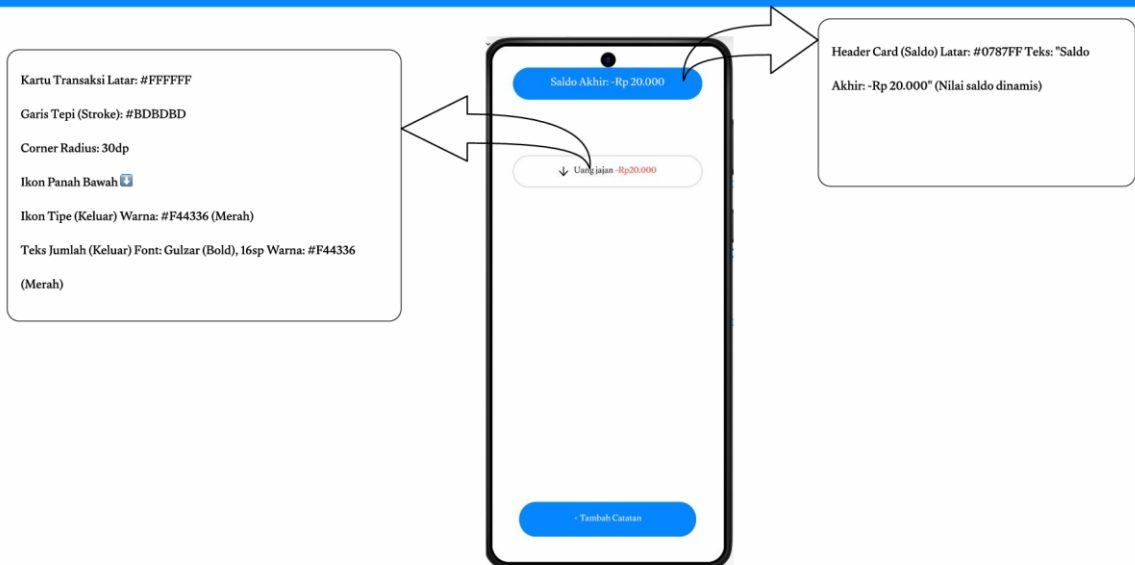 Kartu Transaksi Latar: #FFFFFF
Garis Tepi (Stroke): #BDBDBD
Corner Radius: 30dp
Ikon Panah Bawah ⬇️
Ikon Tipe (Keluar) Warna: #F44336 (Merah)
Teks Jumlah (Keluar) Font: Gulzar (Bold), 16sp Warna: #F44336
(Merah)
Saldo Akhir: -Rp 20.000
Uang jajan -Rp20.000
+ Tambah Catatan
Header Card (Saldo) Latar: #0787FF Teks: "Saldo
Akhir: -Rp 20.000" (Nilai saldo dinamis)